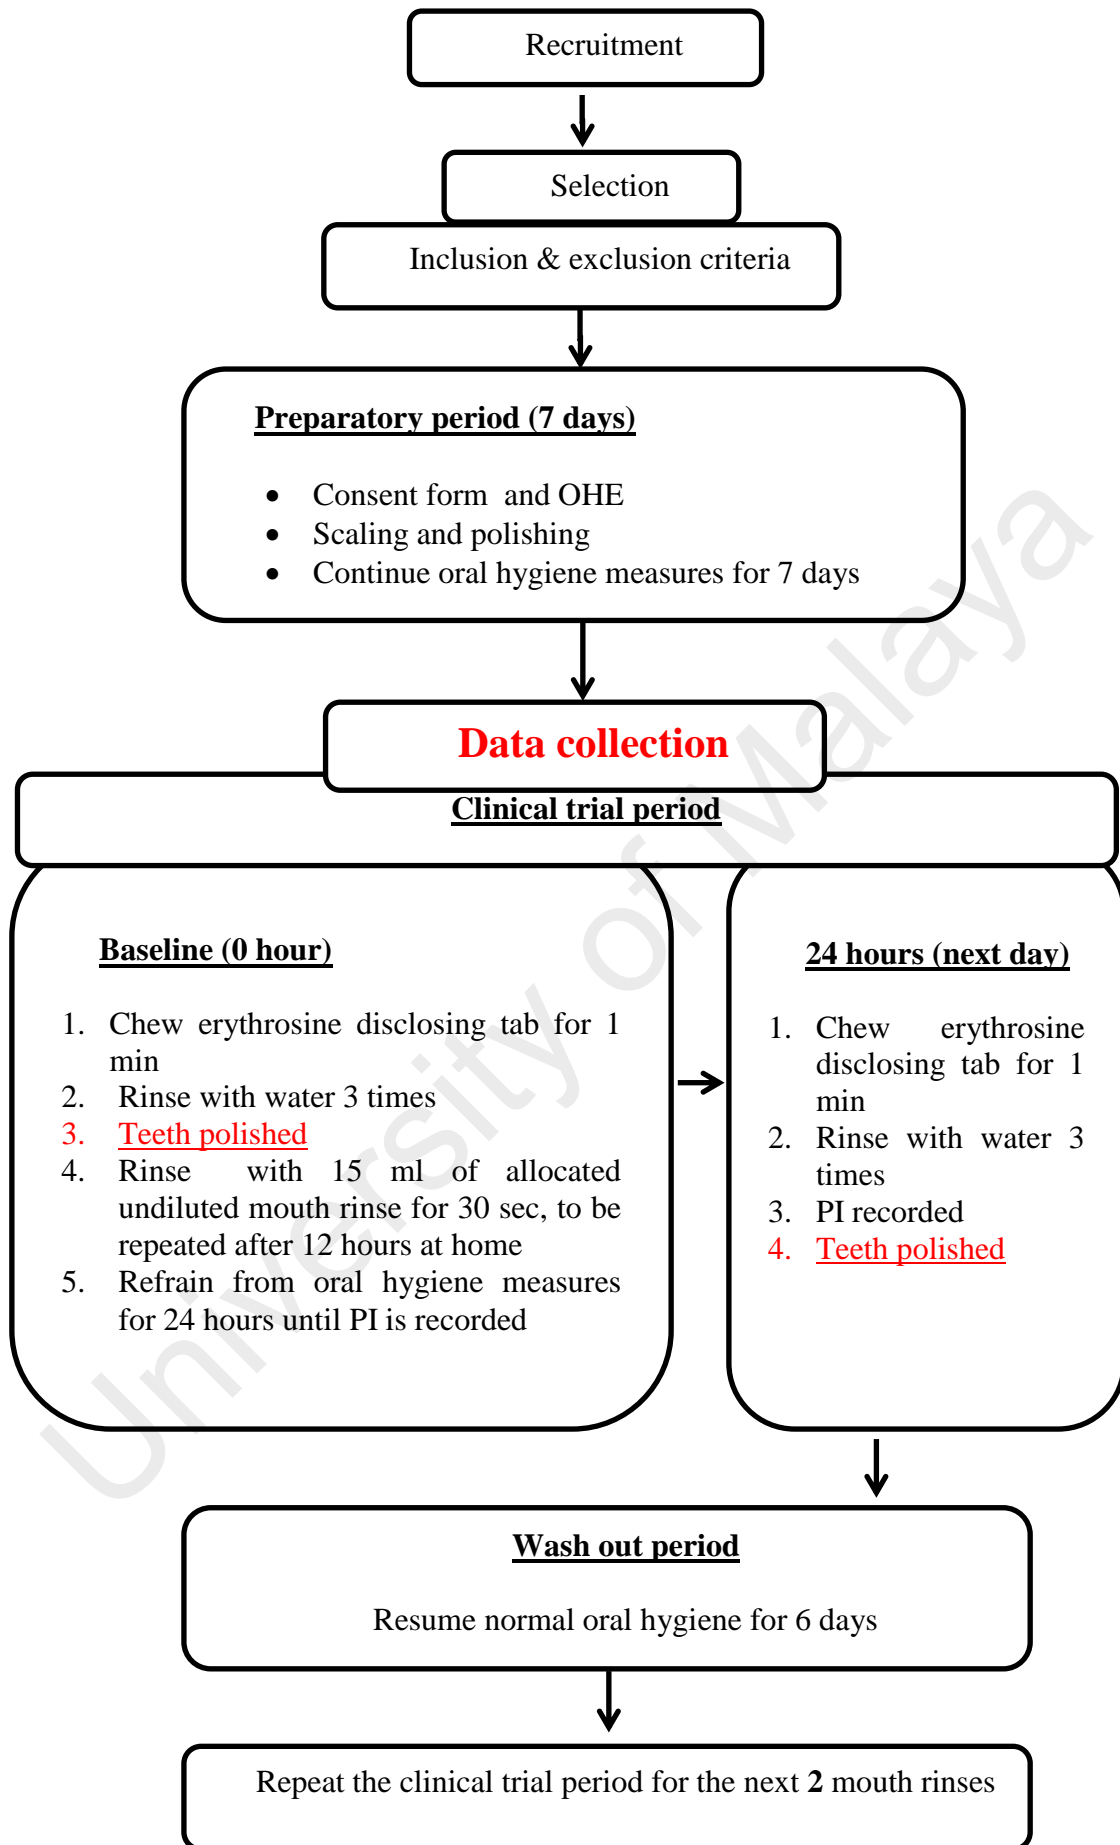 Recruitment
Selection
Inclusion & exclusion criteria
Preparatory period (7 days)
• Consent form and OHE
• Scaling and polishing
• Continue oral hygiene measures for 7 days
Data collection
Clinical trial period
Baseline (0 hour)
1. Chew erythrosine disclosing tab for 1
min
2. Rinse with water 3 times
3. Teeth polished
4. Rinse with 15 ml of allocated
undiluted mouth rinse for 30 sec, to be
repeated after 12 hours at home
5. Refrain from oral hygiene measures
for 24 hours until PI is recorded
24 hours (next day)
1. Chew erythrosine
disclosing tab for 1
min
2. Rinse with water 3
times
3. PI recorded
4. Teeth polished
Wash out period
Resume normal oral hygiene for 6 days
Repeat the clinical trial period for the next 2 mouth rinses
University of Malaya